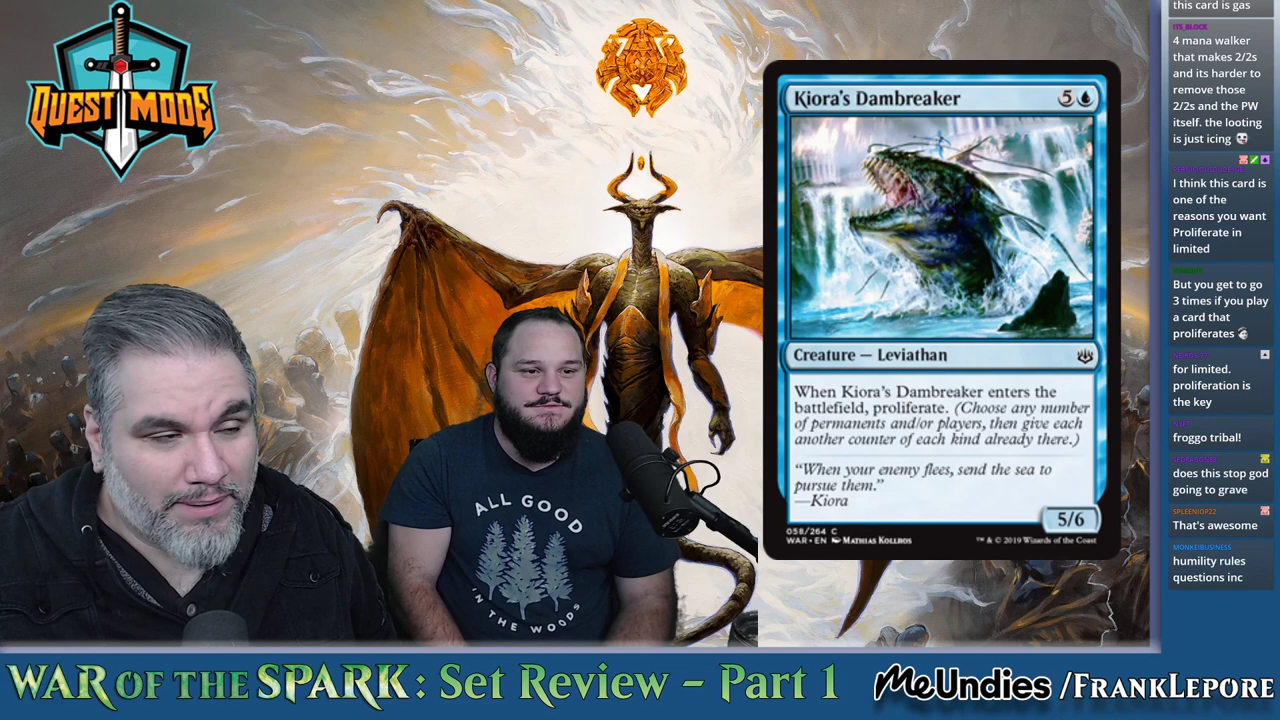 QUEST MODE
Kiora's Dambreaker 5
Creature — Leviathan
When Kiora's Dambreaker enters the
battlefield, proliferate. (Choose any number
of permanents and/or players, then give each
another counter of each kind already there.)
“When your enemy flees, send the sea to
pursue them.”
—Kiora
5/6
058/264 C
WAR • EN Mathias Kollros
™ & © 2019 Wizards of the Coast
ALL GOOD
IN THE WOODS
this card is gas
ITS_BLOCK
4 mana walker
that makes 2/2s
and its harder to
remove those
2/2s and the PW
itself. the looting
is just icing
I think this card is
one of the
reasons you want
Proliferate in
limited
But you get to go
3 times if you play
a card that
proliferates
for limited.
proliferation is
the key
froggo tribal!
does this stop god
going to grave
SPLEENIOP22
That's awesome
MONKEIBUSINESS
humility rules
questions inc
WAR OF THE SPARK: Set Review - Part 1
MeUndies /FRANKLEPORE